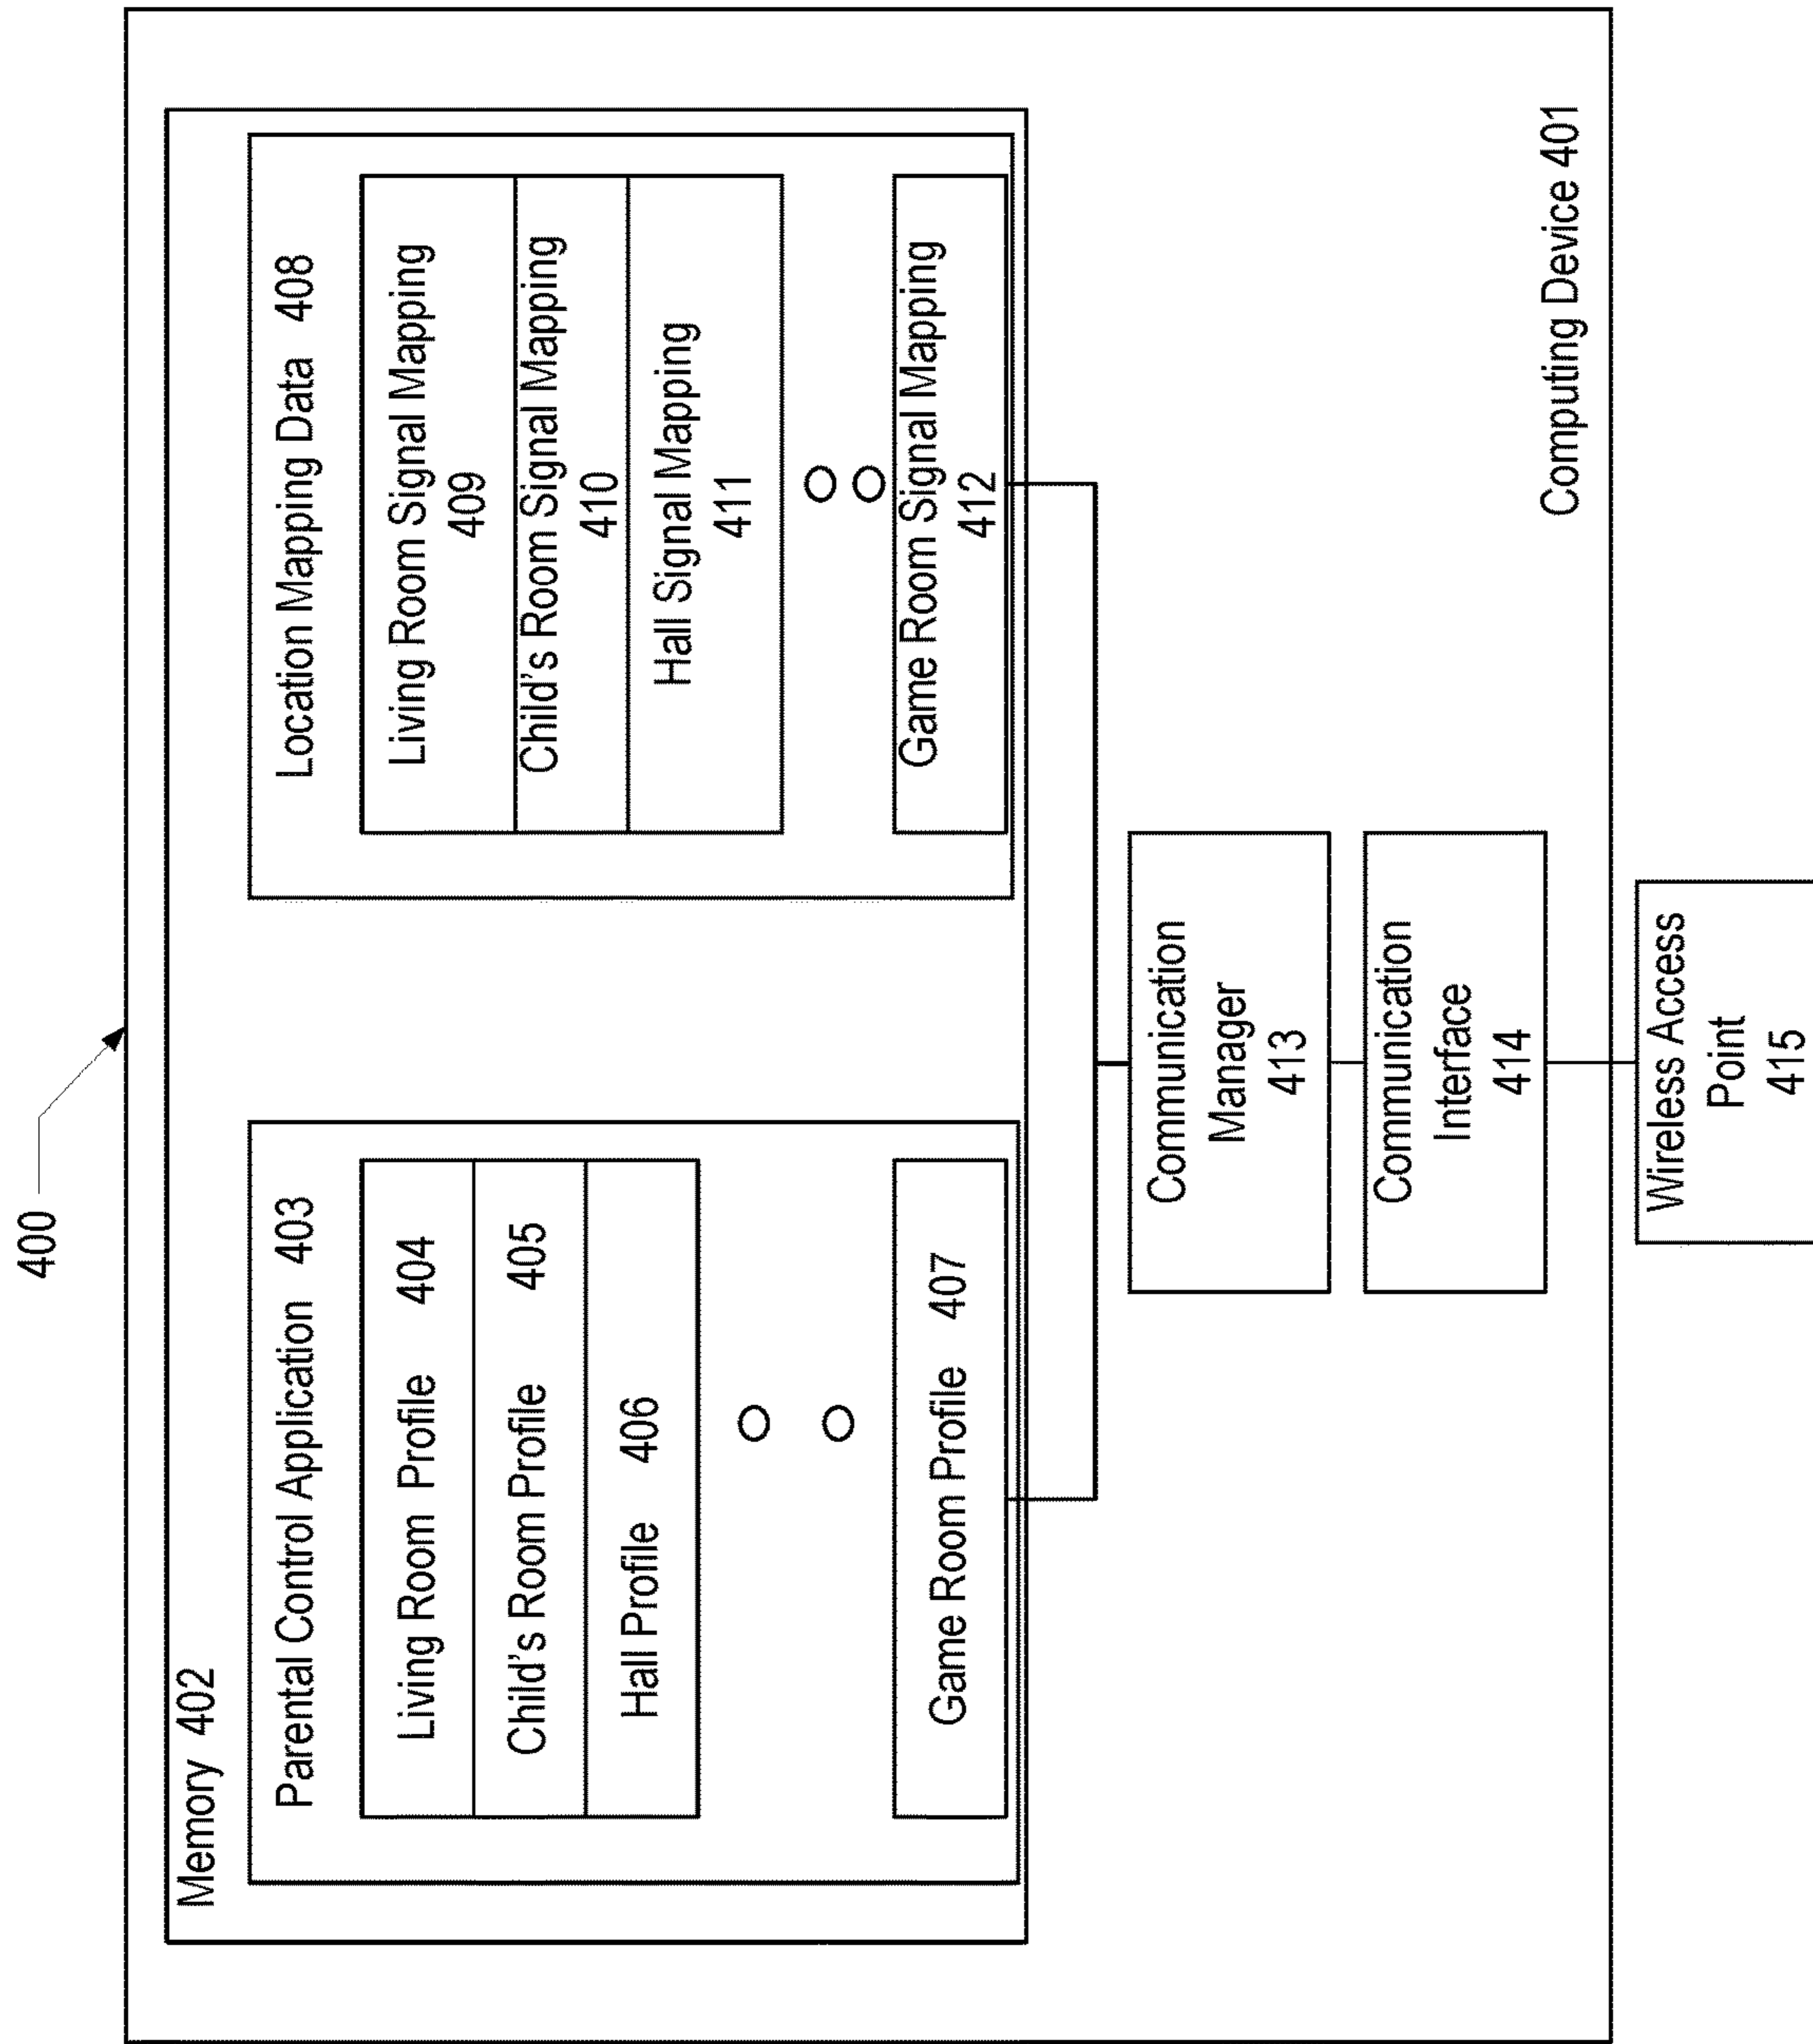 400
Memory 402
Parental Control Application 403
Living Room Profile 404
Child's Room Profile 405
Hall Profile 406
Game Room Profile 407
Location Mapping Data 408
Living Room Signal Mapping
409
Child's Room Signal Mapping
410
Hall Signal Mapping
411
Game Room Signal Mapping
412
Communication
Manager
413
Communication
Interface
414
Computing Device 401
Wireless Access
Point
415